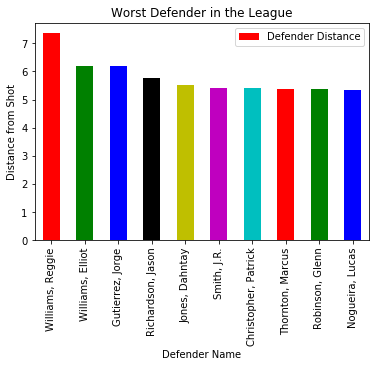 Worst Defender in the League
Defender Distance
Distance from Shot
7
6
5
4
3
2
1
0
Williams, Reggie
Williams, Elliot
Gutierrez, Jorge
Richardson, Jason
Jones, Dahntay
Smith, J.R.
Christopher, Patrick
Thornton, Marcus
Robinson, Glenn
Nogueira, Lucas
Defender Name